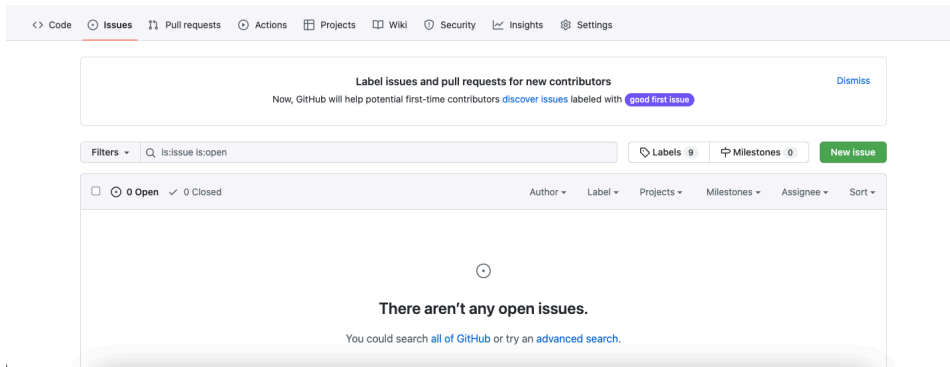 Code Issues Pull requests Actions Projects Wiki Security Insights Settings
Label issues and pull requests for new contributors
Dismiss
Now, GitHub will help potential first-time contributors discover issues labeled with good first issue
Filters is:issue is:open Labels 9 Milestones 0 New issue
0 Open 0 Closed Author Label Projects Milestones Assignee Sort
There aren't any open issues.
You could search all of GitHub or try an advanced search.